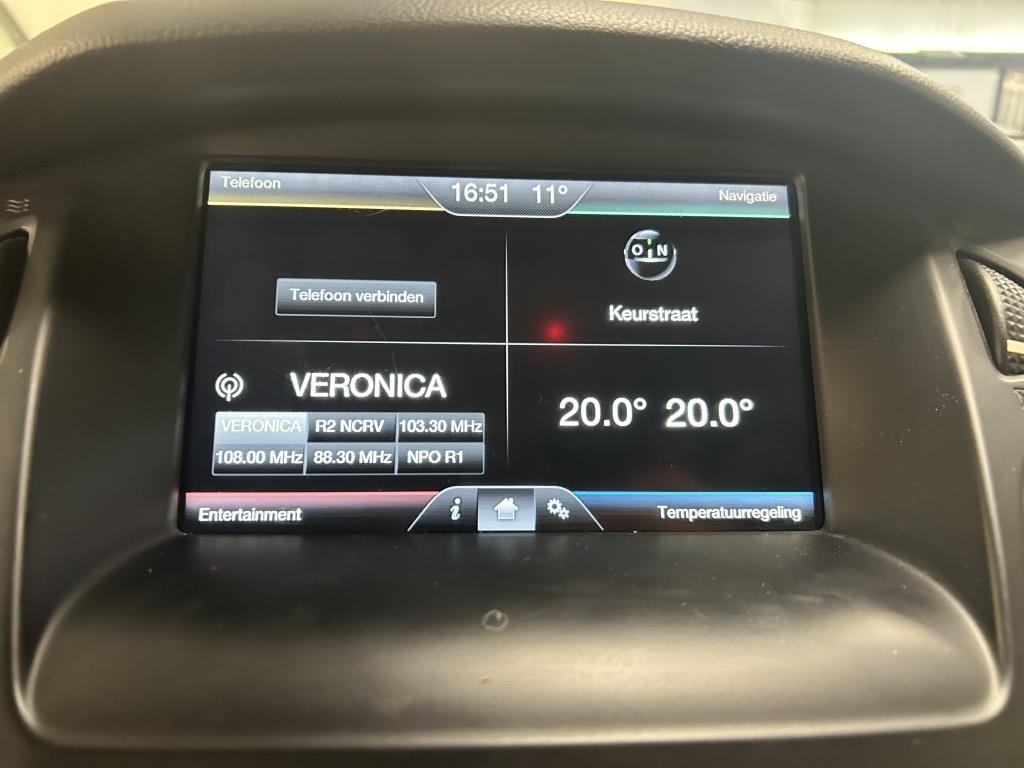 Telefoon
16:51 11°
Navigatie
O N
Telefoon verbinden
Keurstraat
VERONICA
VERONICA R2 NCRV 103.30 MHz
108.00 MHz 88.30 MHz NPO R1
20.0° 20.0°
Entertainment
i
Temperatuurregeling